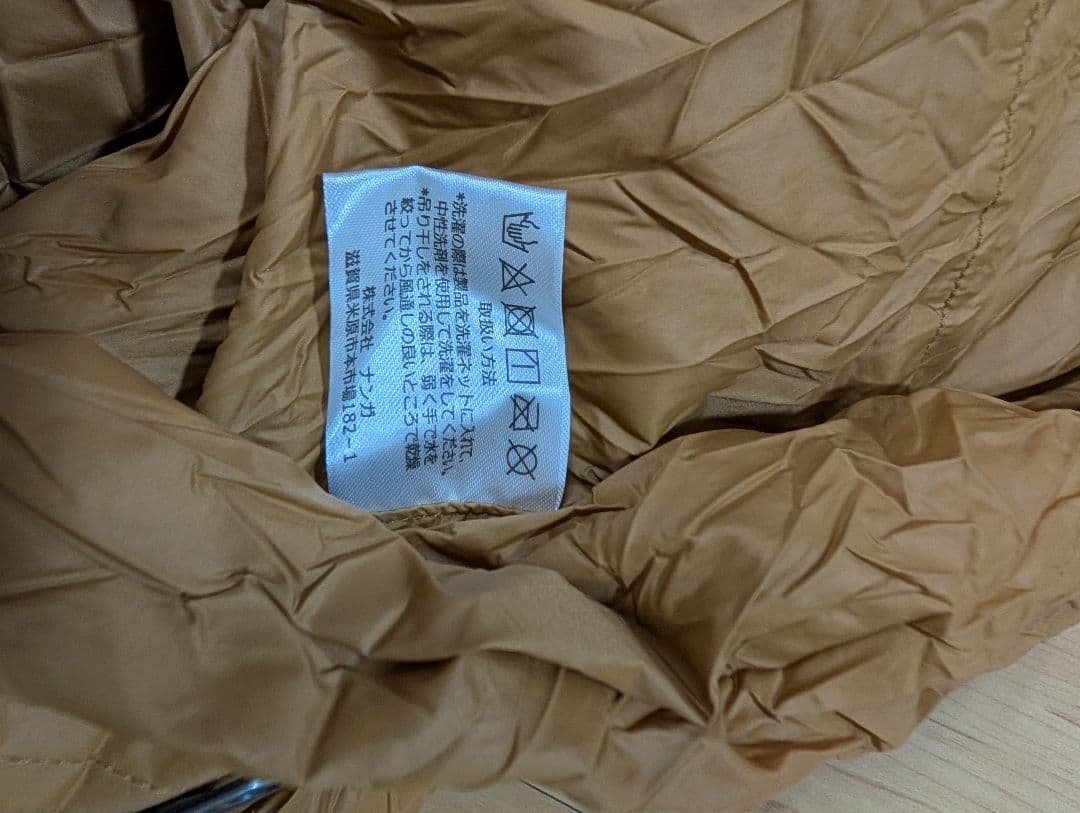 取扱い方法
*洗濯の際は製品を洗濯ネットに入れて、
中性洗剤を使用して洗濯をしてください。
*吊り干しをされる際は、弱く手で水を
絞ってから風通しの良いところで乾燥
させてください。
株式会社 ナンガ
滋賀県米原市本市場182-1